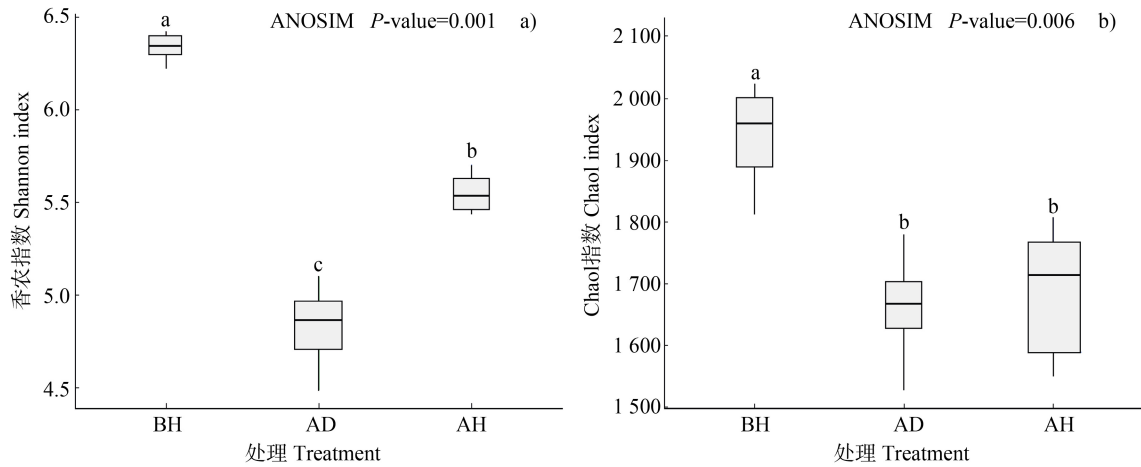 ANOSIM P-value=0.001 a)
6.5
6.0
5.5
5.0
4.5
香农指数 Shannon index
a
c
b
BH
AD
AH
处理 Treatment
ANOSIM P-value=0.006 b)
2 100
2 000
1 900
1 800
1 700
1 600
1 500
Chaol指数 Chaol index
a
b
b
BH
AD
AH
处理 Treatment